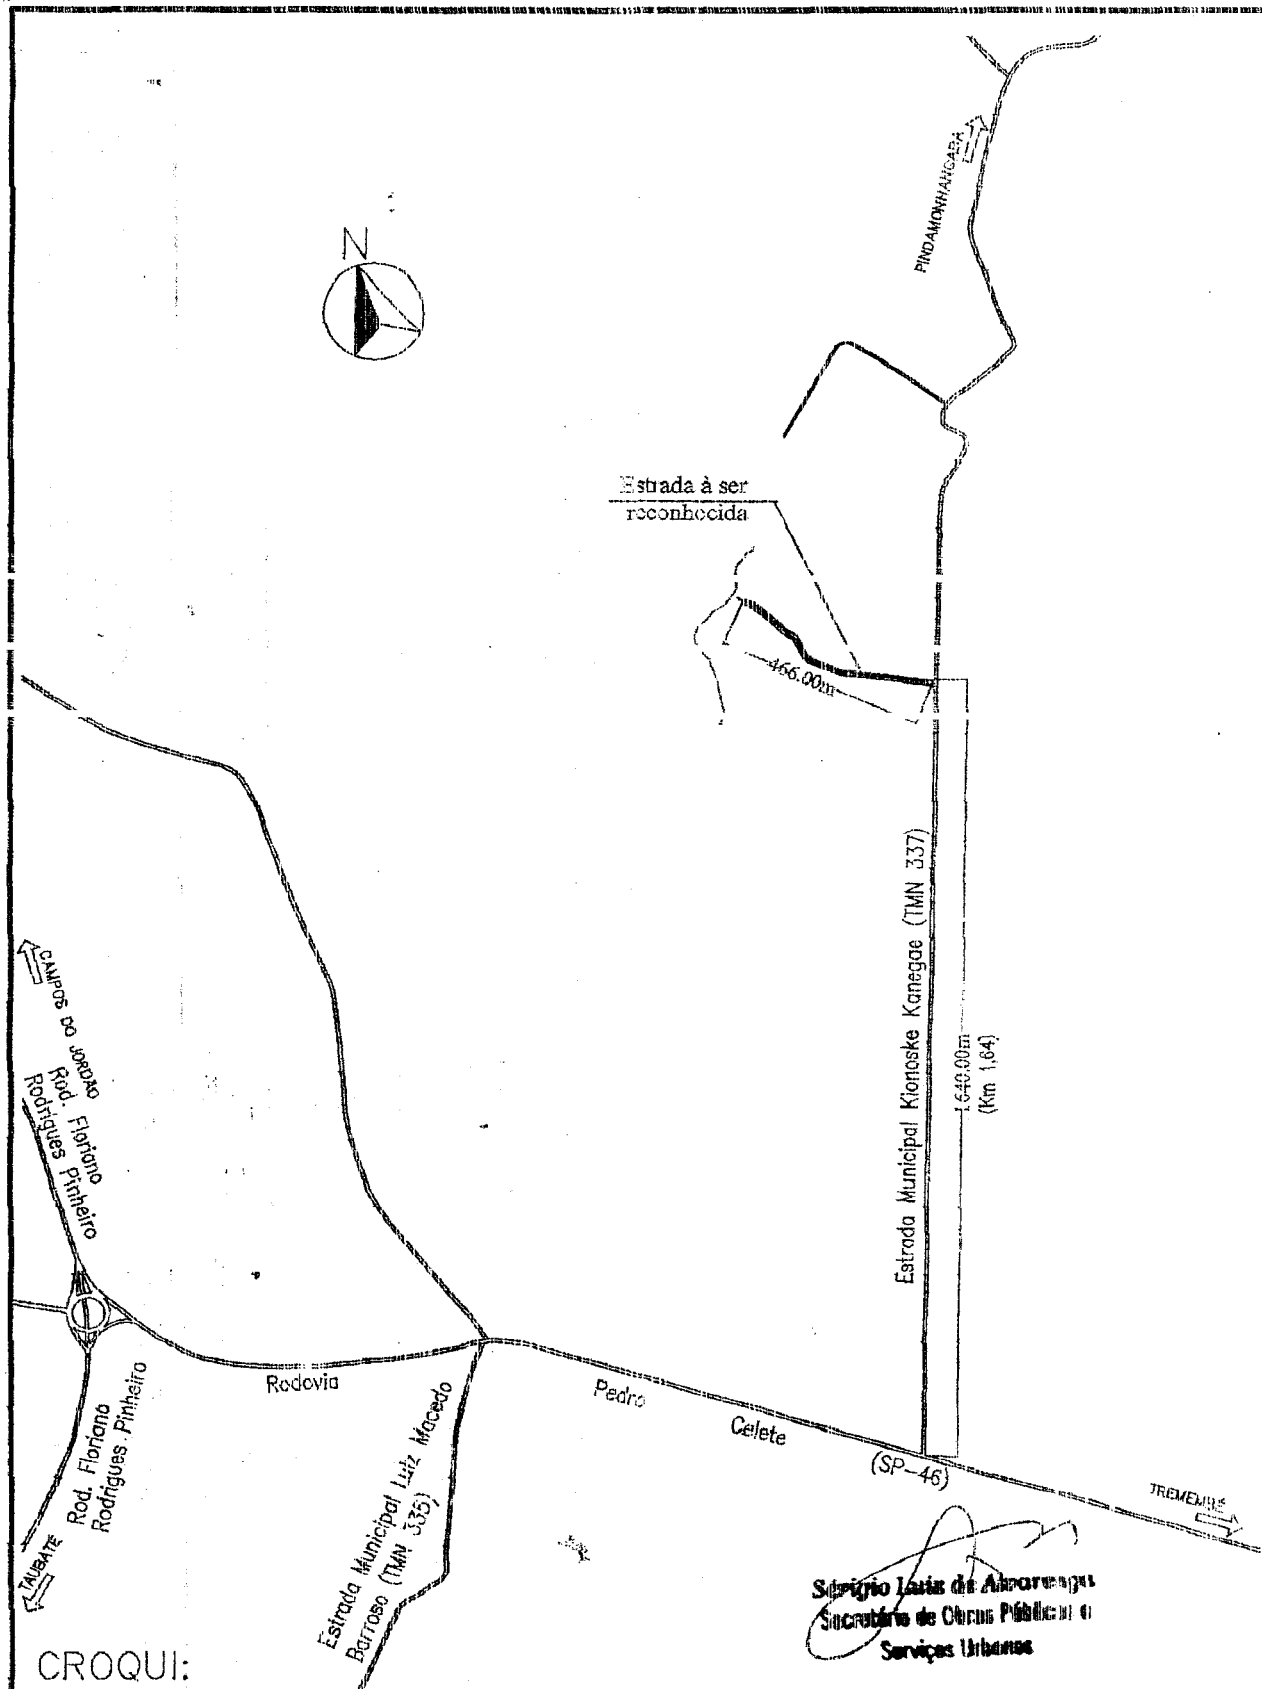 N
PINDAMONHANGABA
Estrada à ser
reconhecida
466.00m
Estrada Municipal Kionoske Kanegae (TMN 337)
1.640.00m
(Km 1,64)
CAMPOS DO JORDÃO
Rod. Floriano
Rodrigues Pinheiro
Rodovia
Pedro
Celete
(SP-46)
TREMEMBÉ
Rod. Floriano
Rodrigues Pinheiro
TAUBATÉ
Estrada Municipal Luiz Macedo
Barroso (TMN 335)
Luiz de
Secretário de Obras Públicas e
Serviços Urbanos
CROQUI: